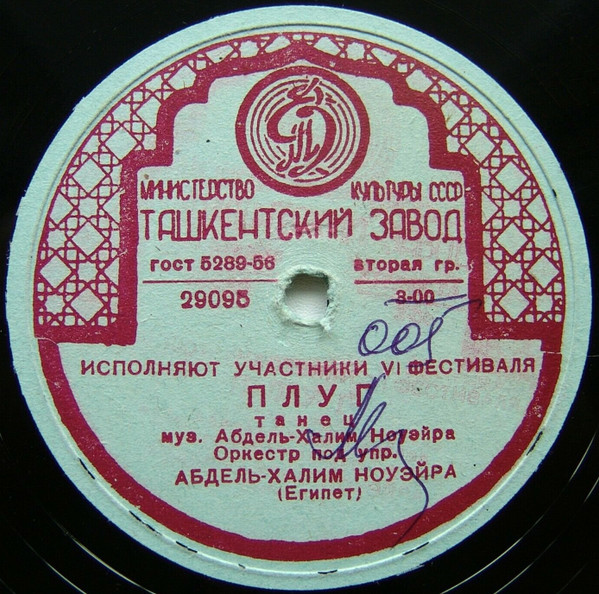 МИНИСТЕРСТВО КУЛЬТУРЫ СССР
ТАШКЕНТСКИЙ ЗАВОД
ГОСТ 5289-56 вторая гр.
29095 3-00
ИСПОЛНЯЮТ УЧАСТНИКИ VI ФЕСТИВАЛЯ
ПЛУГ
танец
муз. Абдель-Халим Ноуэйра
Оркестр под упр.
АБДЕЛЬ-ХАЛИМ НОУЭЙРА
(Египет)